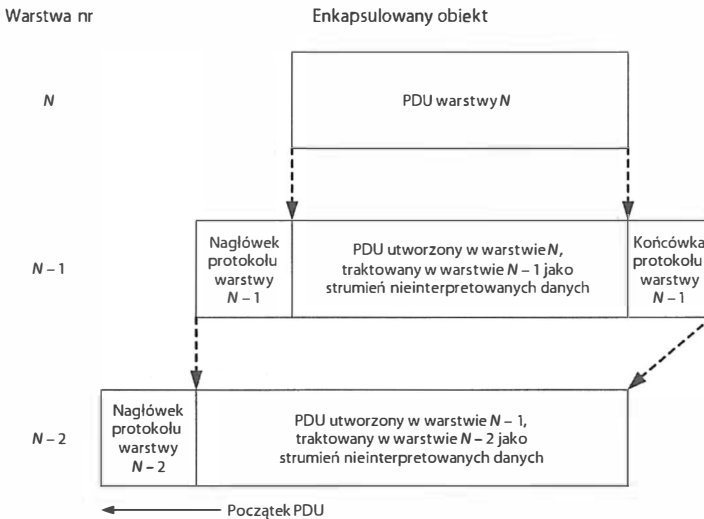 Warstwa nr
Enkapsulowany obiekt
N
PDU warstwy N
N – 1
Nagłówek
protokołu
warstwy
N – 1
PDU utworzony w warstwie N,
traktowany w warstwie N – 1 jako
strumień nieinterpretowanych danych
Końcówka
protokołu
warstwy
N – 1
N – 2
Nagłówek
protokołu
warstwy
N – 2
PDU utworzony w warstwie N – 1,
traktowany w warstwie N – 2 jako
strumień nieinterpretowanych danych
Początek PDU